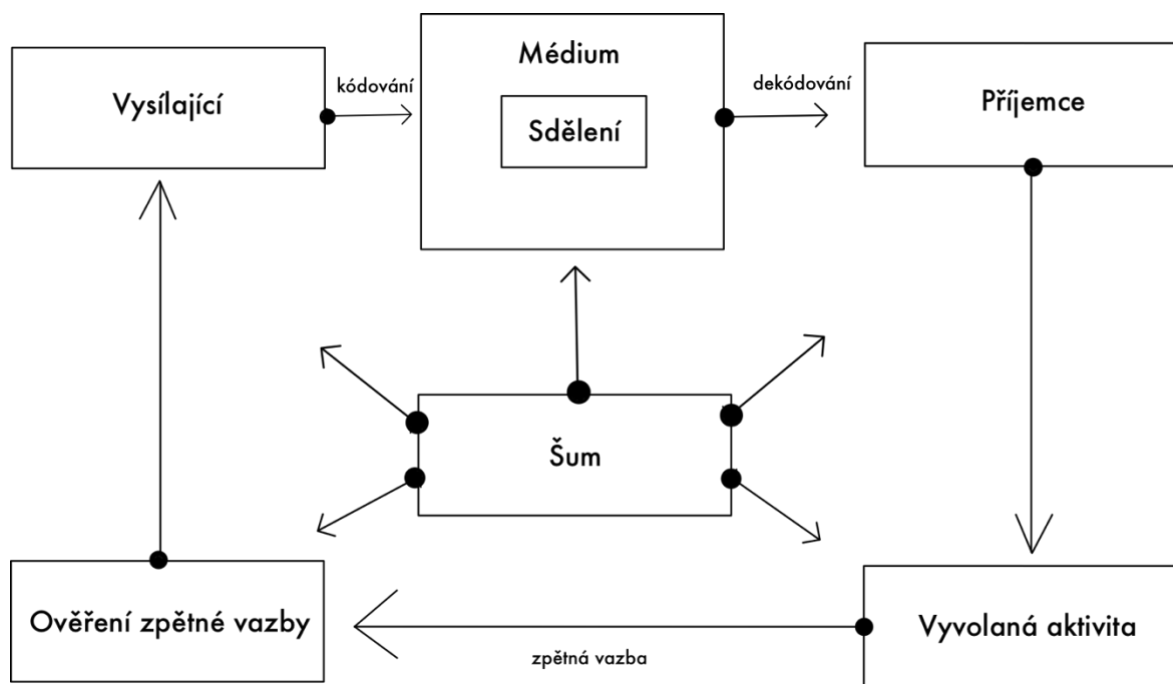 Vysílající
kódování
Médium
Sdělení
dekódování
Příjemce
Šum
Ověření zpětné vazby
zpětná vazba
Vyvolaná aktivita